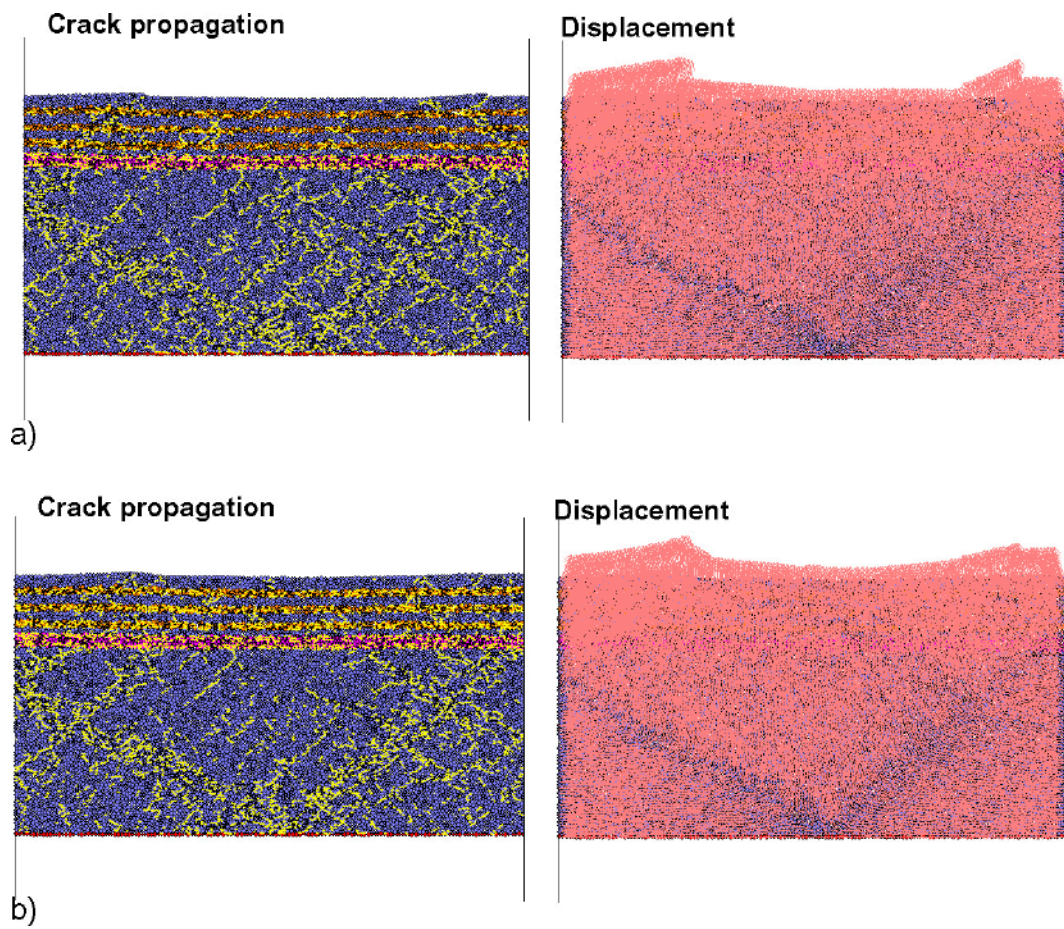 Crack propagation
Displacement
a)
Crack propagation
Displacement
b)